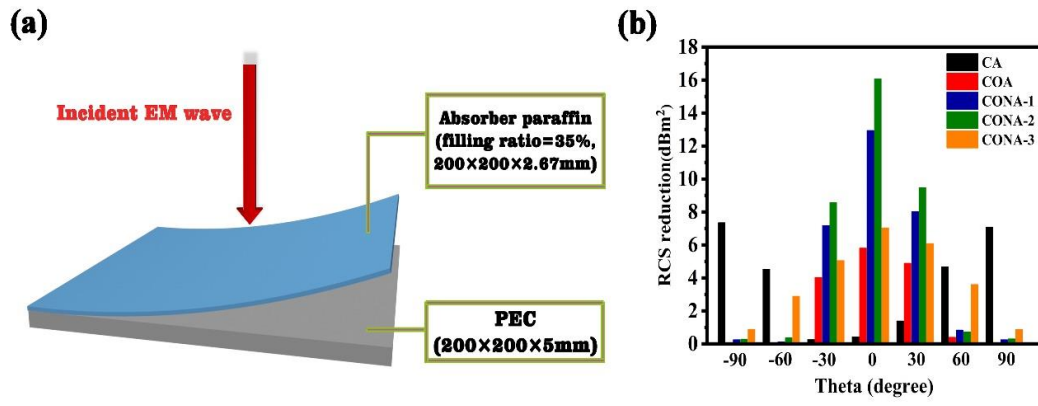 (a)
Incident EM wave
Absorber paraffin
(filling ratio=35%,
200×200×2.67mm)
PEC
(200×200×5mm)
(b)
RCS reduction(dBm²)
18
16
14
12
10
8
6
4
2
0
CA
COA
CONA-1
CONA-2
CONA-3
-90 -60 -30 0 30 60 90
Theta (degree)